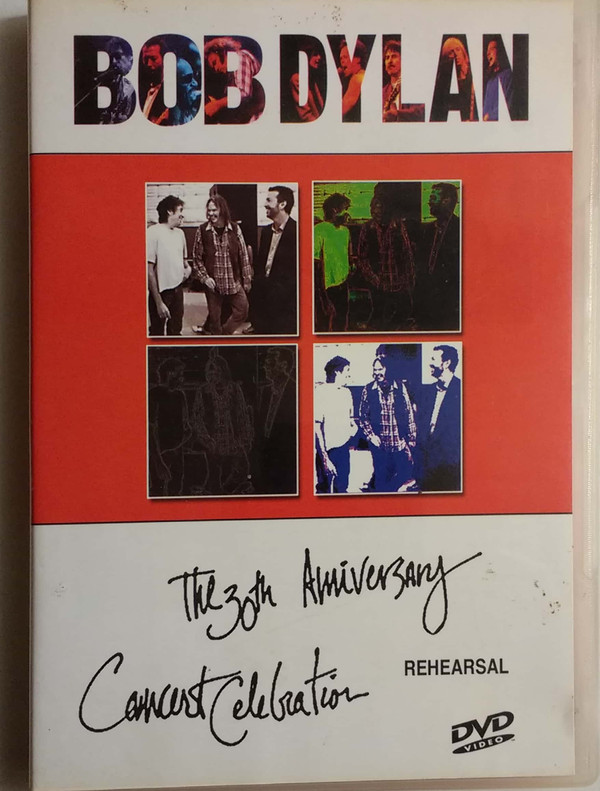 BOB DYLAN
The 30th Anniversary
Concert Celebration
REHEARSAL
DVD
VIDEO